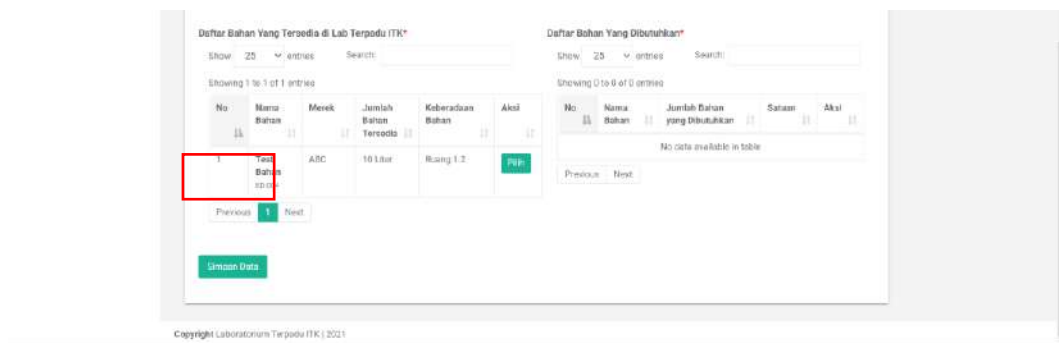 Daftar Bahan Yang Tersedia di Lab Terpadu ITK*
Show 25 entries Search:
Showing 1 to 1 of 1 entries
No Nama Bahan Merek Jumlah Bahan Tersedia Keberadaan Bahan Aksi
1 Test Bahan ABC 10 Liter Ruang 1.2 Pilih
Previous 1 Next
Simpan Data
Daftar Bahan Yang Dibutuhkan*
Show 25 entries Search:
Showing 0 to 0 of 0 entries
No Nama Bahan Jumlah Bahan yang Dibutuhkan Satuan Aksi
No data available in table
Previous Next
Copyright Laboratorium Terpadu ITK | 2021